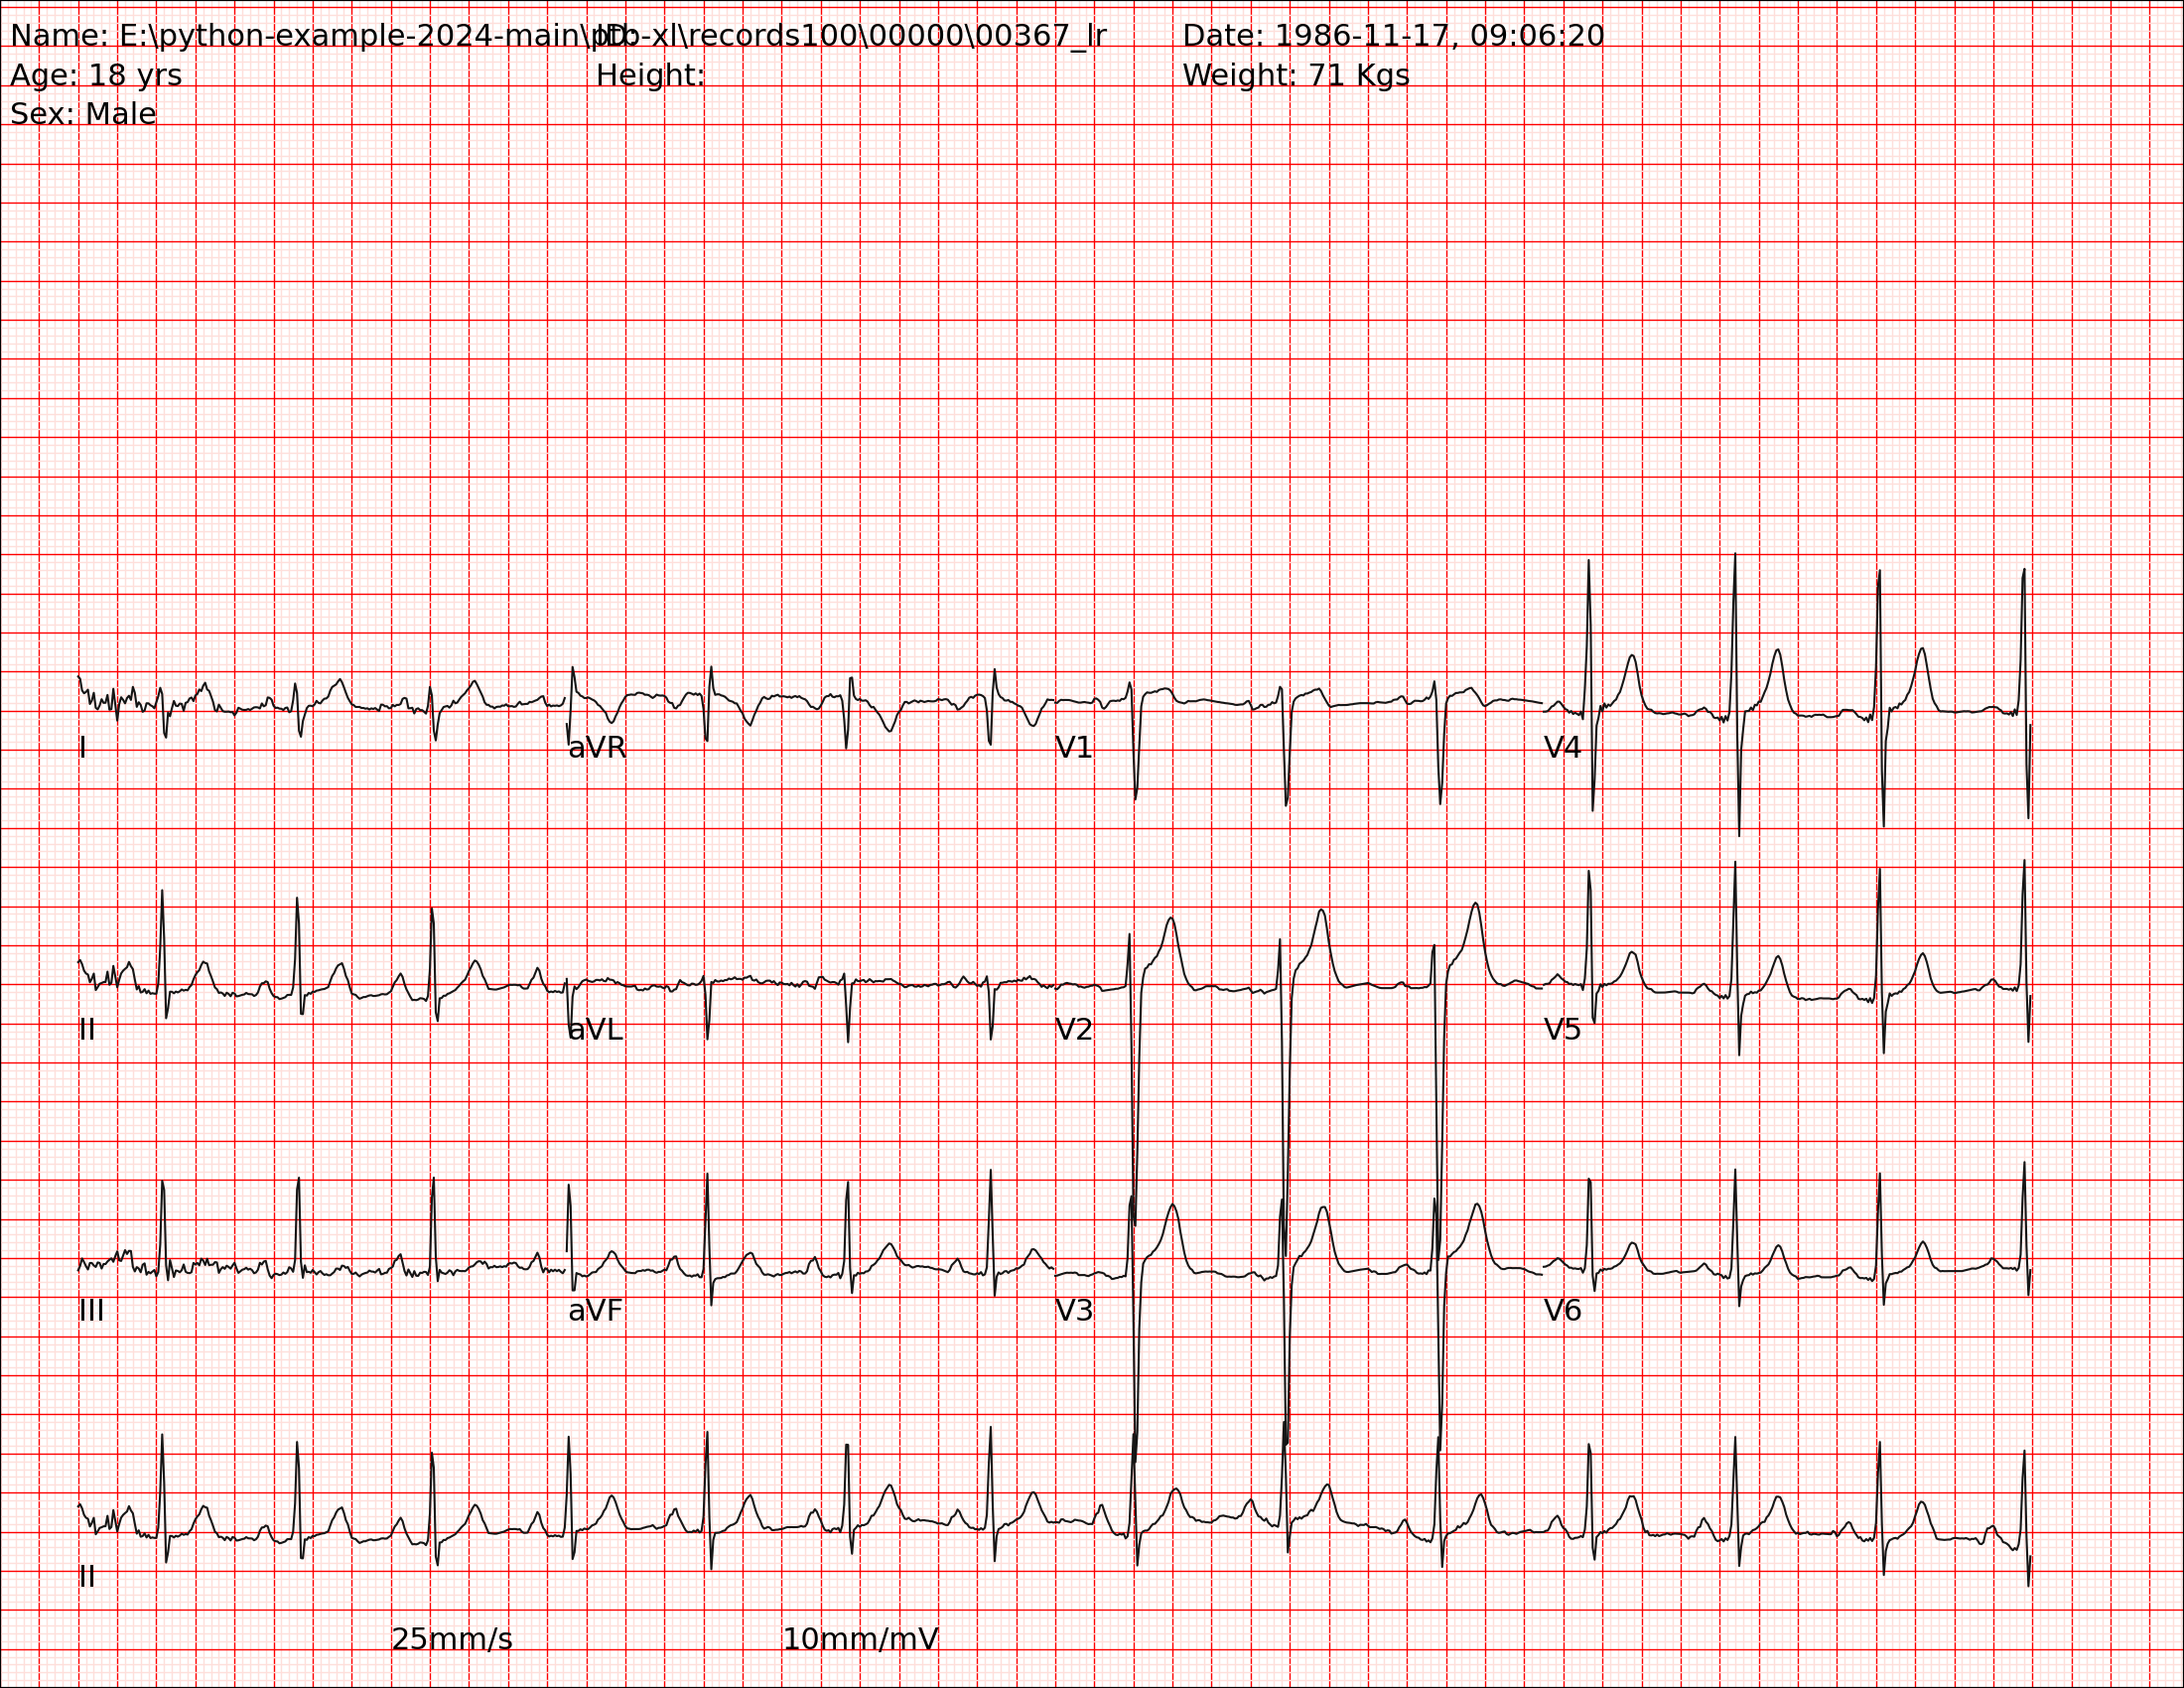 Name: E:\python-example-2024-main\ptb-xl\records100\00000\00367_lr ID: Date: 1986-11-17, 09:06:20
Age: 18 yrs Height: Weight: 71 Kgs
Sex: Male
I aVR V1 V4
II aVL V2 V5
III aVF V3 V6
II
25mm/s 10mm/mV